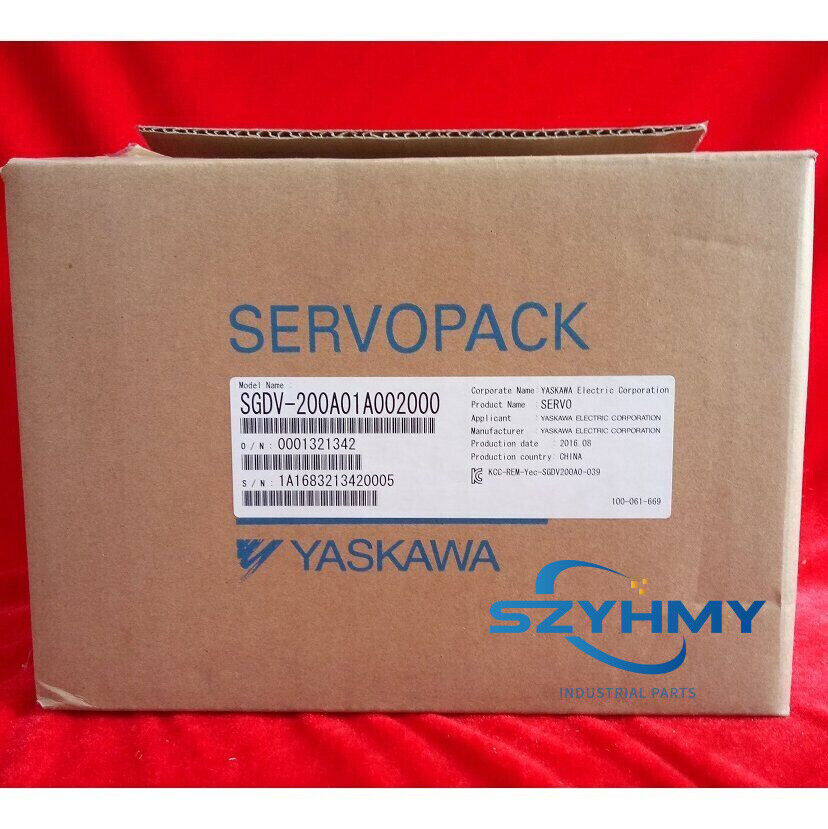 SERVOPACK
Model Name :
SGDV-200A01A002000
O / N : 0001321342
S / N : 1A1683213420005
Corporate Name : YASKAWA Electric Corporation
Product Name : SERVO
Applicant : YASKAWA ELECTRIC CORPORATION
Manufacturer : YASKAWA ELECTRIC CORPORATION
Production date : 2016.08
Production country: CHINA
KCC-REM-Yec-SGDV200A0-039
100-061-669
YASKAWA
SZYHMY
INDUSTRIAL PARTS